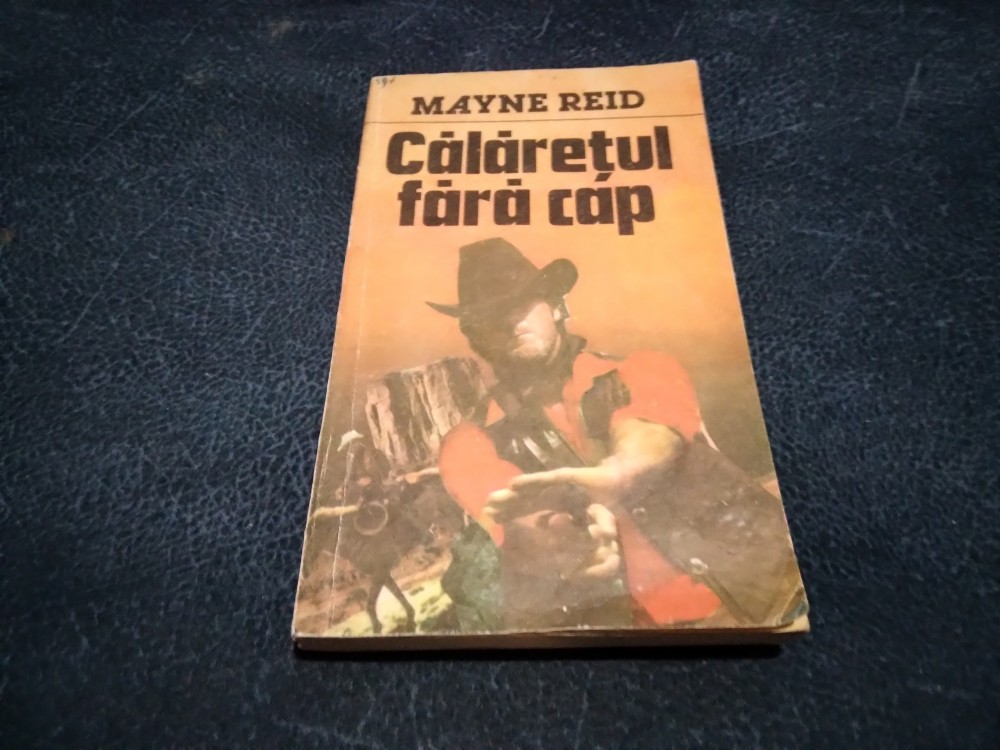 MAYNE REID
Călărețul
fără cap